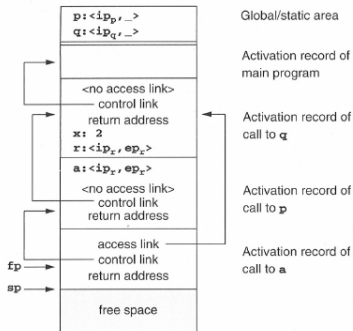 p:<ip_p,_>
q:<ip_q,_>
Global/static area
Activation record of
main program
<no access link>
control link
return address
x: 2
r:<ip_r,ep_r>
Activation record of
call to q
a:<ip_r,ep_r>
<no access link>
control link
return address
Activation record of
call to p
access link
control link
return address
Activation record of
call to a
fp
sp
free space